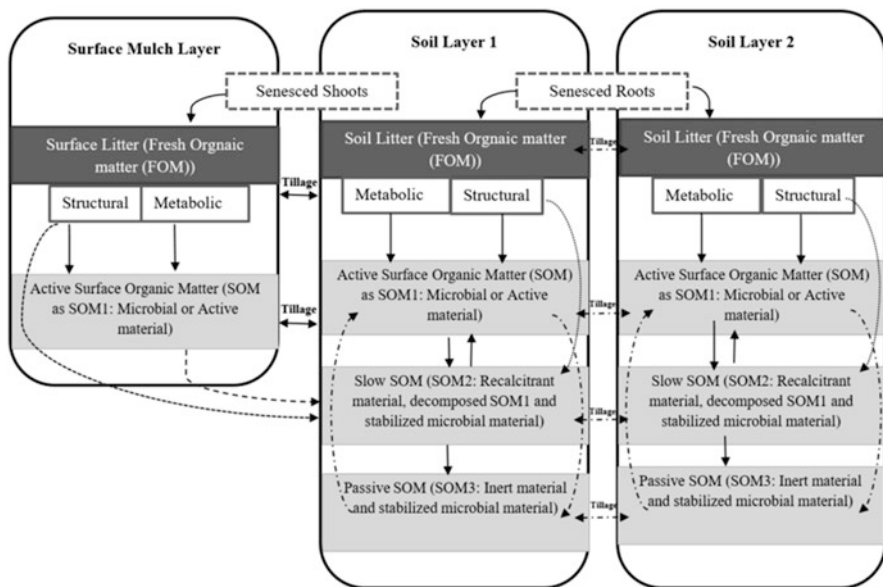 Surface Mulch Layer
Soil Layer 1
Soil Layer 2
Senesced Shoots
Senesced Roots
Surface Litter (Fresh Orgnaic
matter (FOM))
Structural
Metabolic
Active Surface Organic Matter (SOM
as SOM1: Microbial or Active
material)
Tillage
Tillage
Soil Litter (Fresh Orgnaic matter
(FOM))
Metabolic
Structural
Active Surface Organic Matter (SOM)
as SOM1: Microbial or Active
material)
Slow SOM (SOM2: Recalcitrant
material, decomposed SOM1 and
stabilized microbial material)
Passive SOM (SOM3: Inert material
and stabilized microbial material)
Tillage
Tillage
Tillage
Tillage
Soil Litter (Fresh Orgnaic matter
(FOM))
Metabolic
Structural
Active Surface Organic Matter (SOM)
as SOM1: Microbial or Active
material)
Slow SOM (SOM2: Recalcitrant
material, decomposed SOM1 and
stabilized microbial material)
Passive SOM (SOM3: Inert material
and stabilized microbial material)